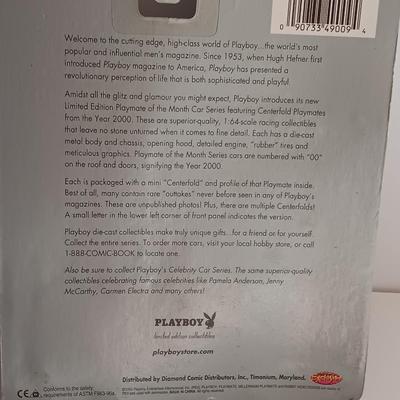 0 90733 49009 4
Welcome to the cutting edge, high-class world of Playboy...the world's most
popular and influential men's magazine. Since 1953, when Hugh Hefner first
introduced Playboy magazine to America, Playboy has presented a
revolutionary perception of life that is both sophisticated and playful.
Amidst all the glitz and glamour you might expect, Playboy introduces its new
Limited Edition Playmate of the Month Car Series featuring Centerfold Playmates
from the Year 2000. These are superior-quality, 1:64-scale racing collectibles
that leave no stone unturned when it comes to fine detail. Each has a die-cast
metal body and chassis, opening hood, detailed engine, "rubber" tires and
meticulous graphics. Playmate of the Month Series cars are numbered with "00"
on the roof and doors, signifying the Year 2000.
Each is packaged with a mini "Centerfold" and profile of that Playmate inside.
Best of all, many contain rare "outtakes" never before seen in any of Playboy's
magazines. These are unpublished photos! Plus, there are multiple Centerfolds!
A small letter in the lower left corner of front panel indicates the version.
Playboy die-cast collectibles make truly unique gifts...for a friend or for yourself.
Collect the entire series. To order more cars, visit your local hobby store, or call
1-888-COMIC-BOOK to locate one.
Also be sure to collect Playboy's Celebrity Car Series. The same superior-quality
collectibles celebrating famous celebrities like Pamela Anderson, Jenny
McCarthy, Carmen Electra and many others!
PLAYBOY
limited edition collectibles
playboystore.com
Distributed by Diamond Comic Distributors, Inc., Timonium, Maryland.
CE Conforms to the safety
requirements of ASTM F963-96a.